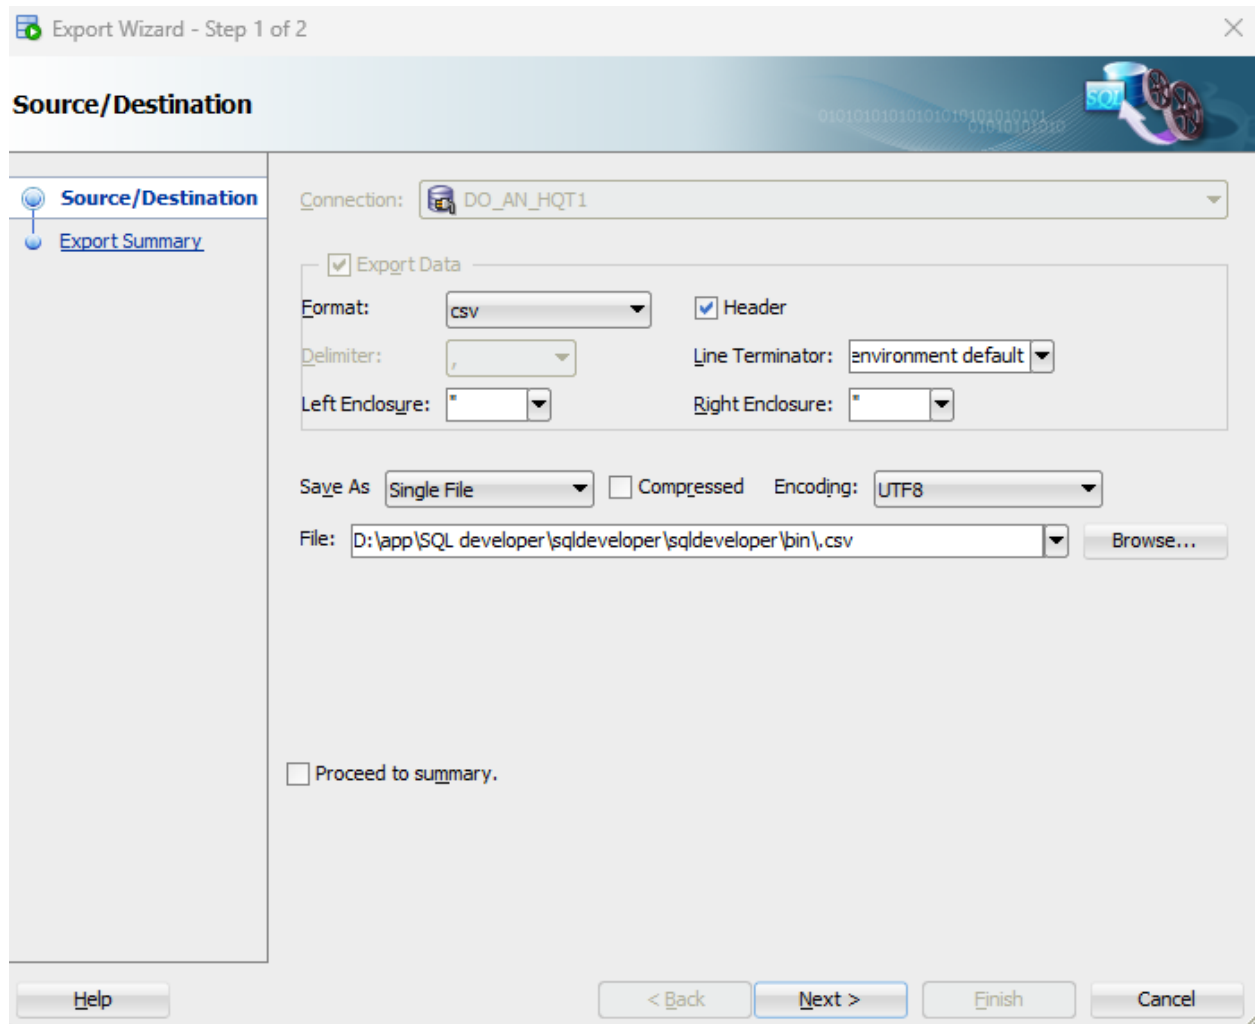 Export Wizard - Step 1 of 2
Source/Destination
SQL
Source/Destination
Export Summary
Connection: DO_AN_HQT1
Export Data
Format: csv Header
Delimiter: , Line Terminator: environment default
Left Enclosure: " Right Enclosure: "
Save As Single File Compressed Encoding: UTF8
File: D:\app\SQL developer\sqldeveloper\sqldeveloper\bin\.csv Browse...
Proceed to summary.
Help < Back Next > Finish Cancel